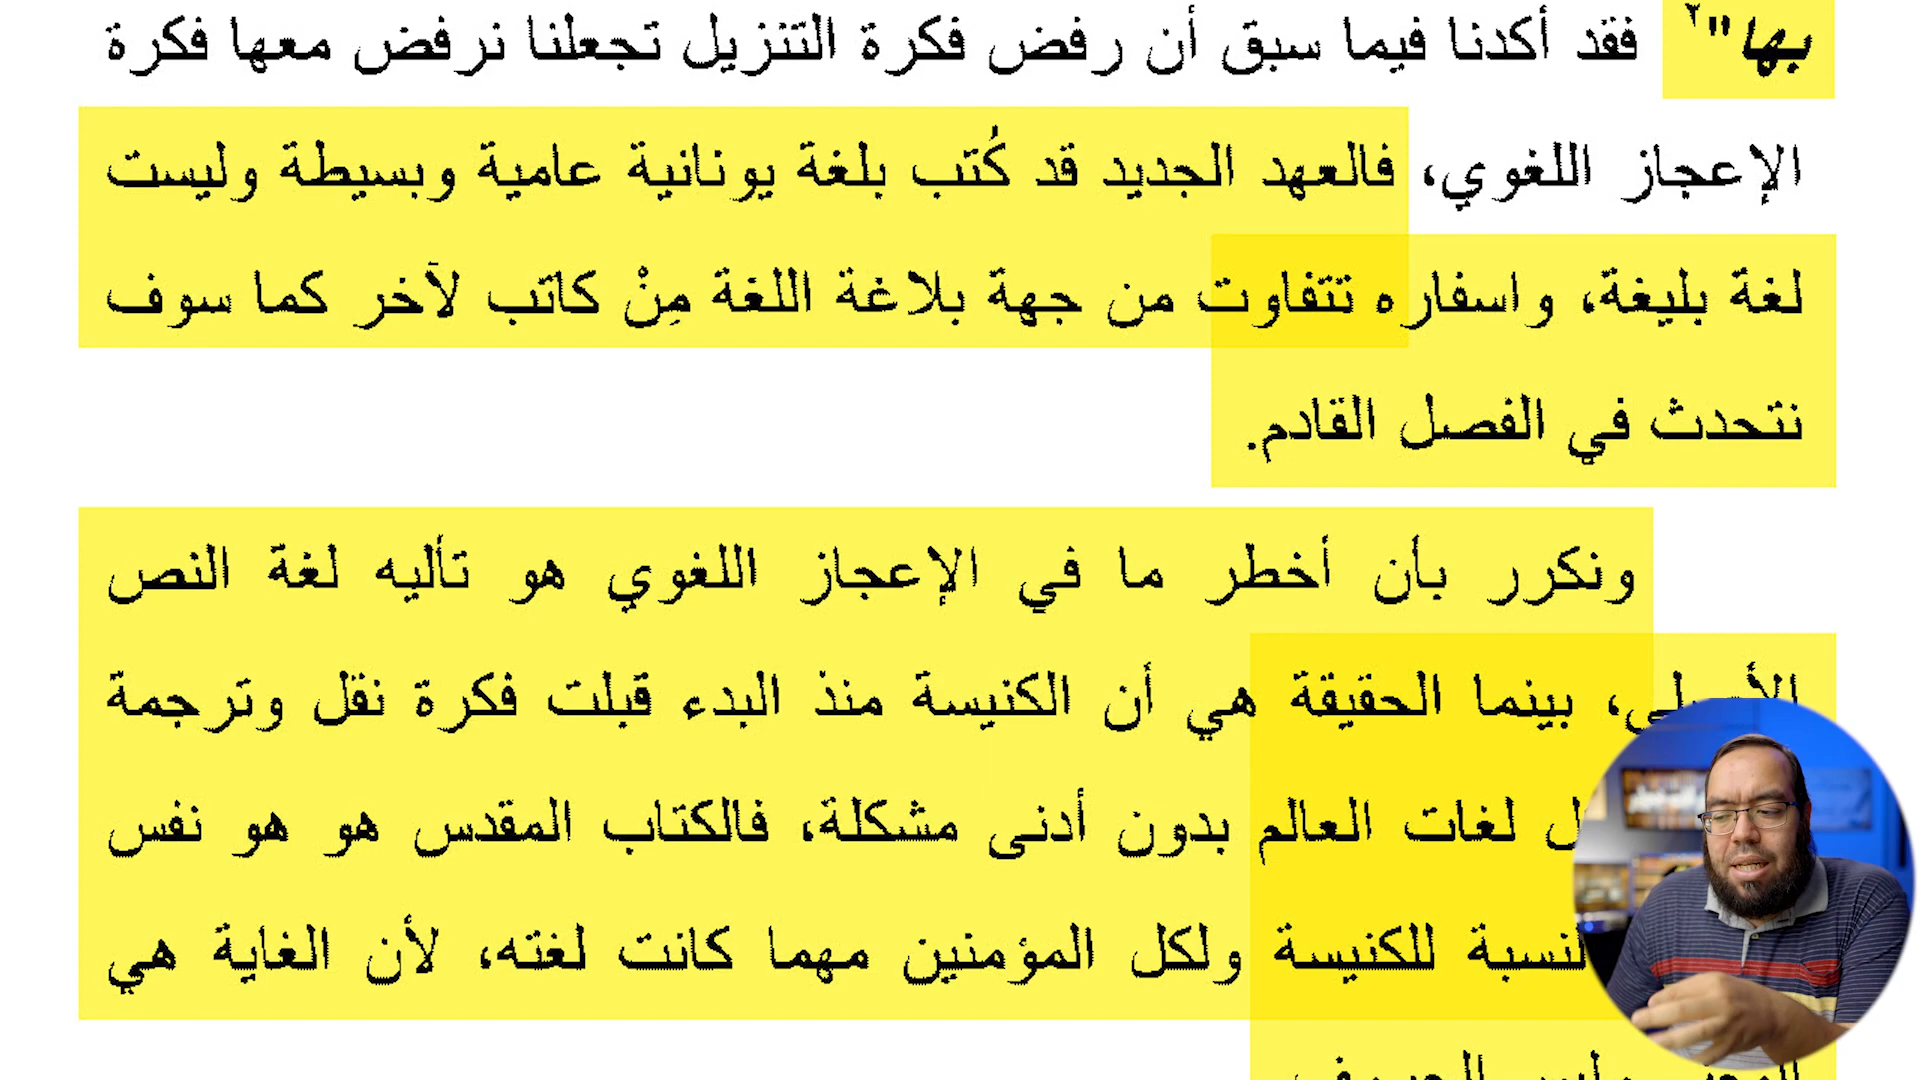 بها"٢ فقد أكدنا فيما سبق أن رفض فكرة التنزيل تجعلنا نرفض معها فكرة
الإعجاز اللغوي، فالعهد الجديد قد كُتب بلغة يونانية عامية وبسيطة وليست
لغة بليغة، واسفاره تتفاوت من جهة بلاغة اللغة مِنْ كاتب لآخر كما سوف
نتحدث في الفصل القادم.
ونكرر بأن أخطر ما في الإعجاز اللغوي هو تأليه لغة النص
بينما الحقيقة هي أن الكنيسة منذ البدء قبلت فكرة نقل وترجمة
لغات العالم بدون أدنى مشكلة، فالكتاب المقدس هو هو نفس
للكنيسة ولكل المؤمنين مهما كانت لغته، لأن الغاية هي